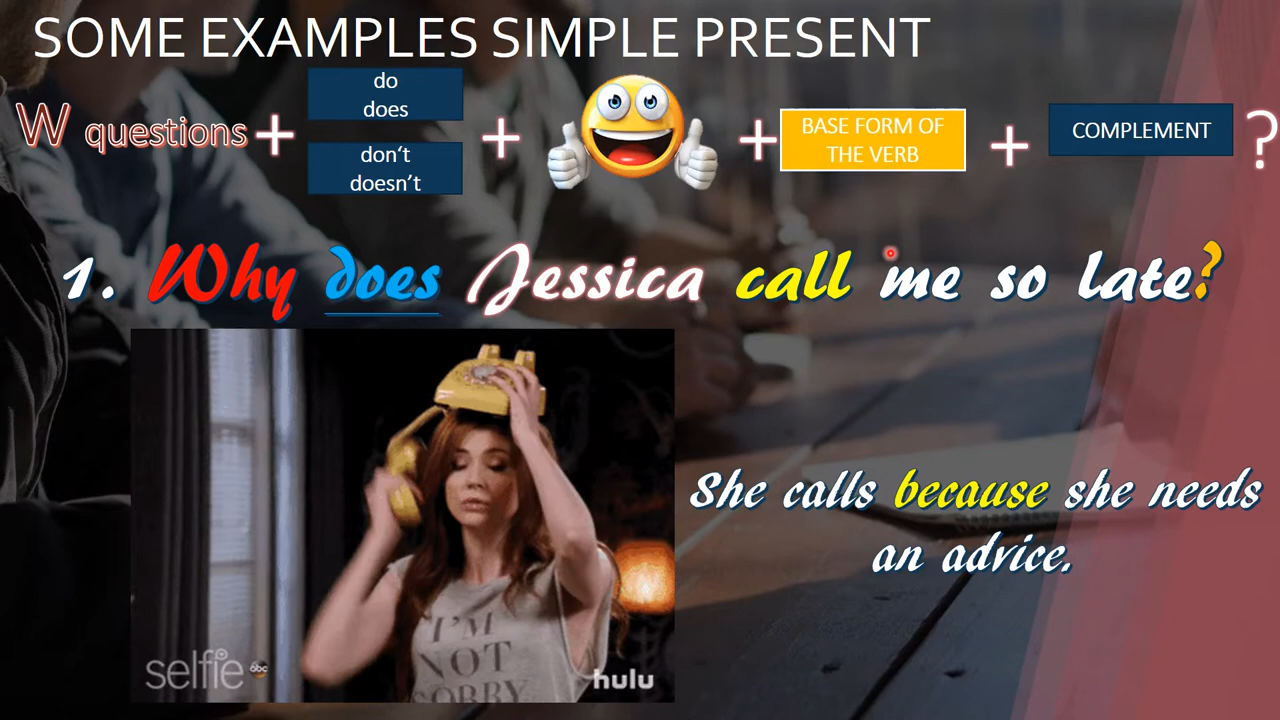 SOME EXAMPLES SIMPLE PRESENT
W questions + do does don't doesn't + + BASE FORM OF THE VERB + COMPLEMENT ?
1. Why does Jessica call me so late?
She calls because she needs
an advice.
I'M
NOT
SORRY
selfie abc
hulu